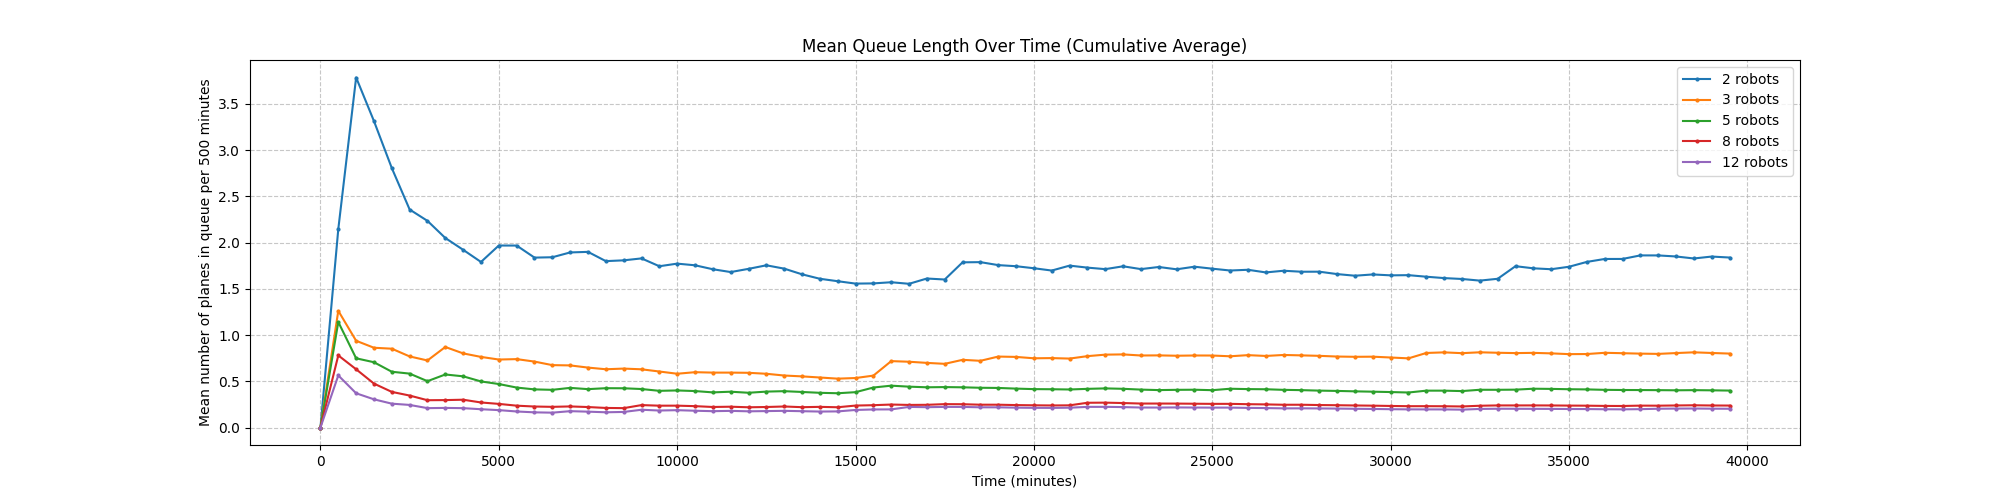 Mean Queue Length Over Time (Cumulative Average)
Mean number of planes in queue per 500 minutes
3.5
3.0
2.5
2.0
1.5
1.0
0.5
0.0
2 robots
3 robots
5 robots
8 robots
12 robots
0 5000 10000 15000 20000 25000 30000 35000 40000
Time (minutes)